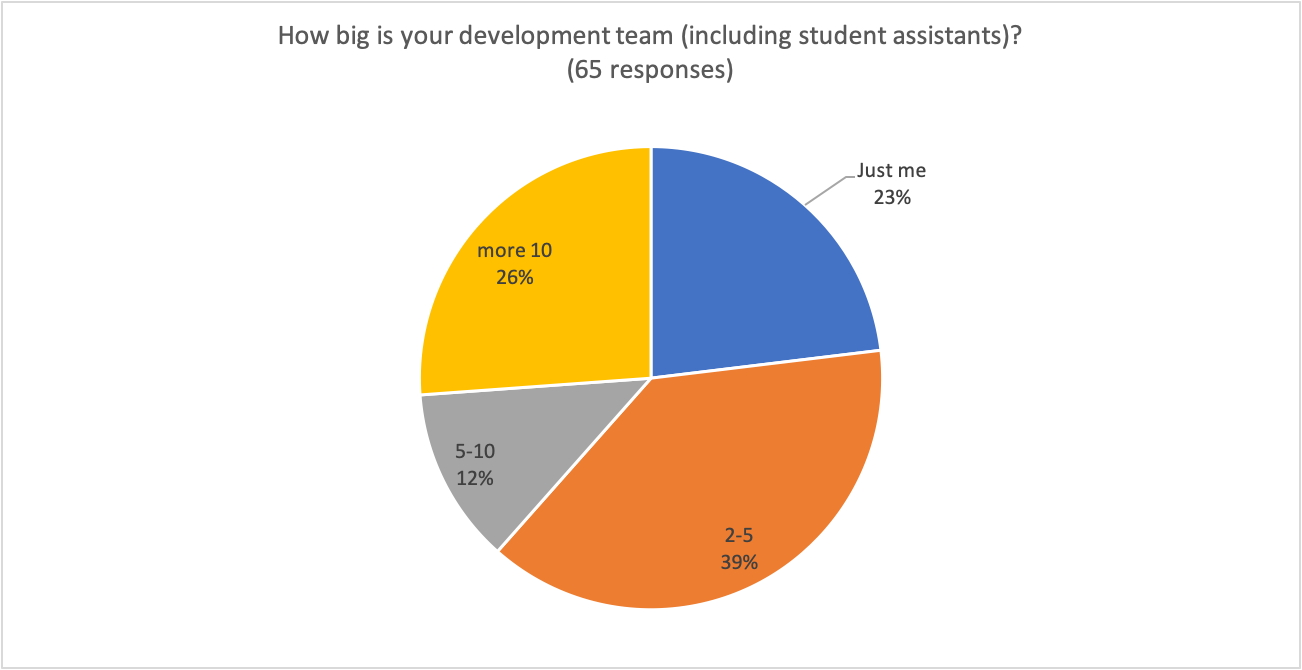 How big is your development team (including student assistants)?
(65 responses)
Just me
23%
more 10
26%
5-10
12%
2-5
39%